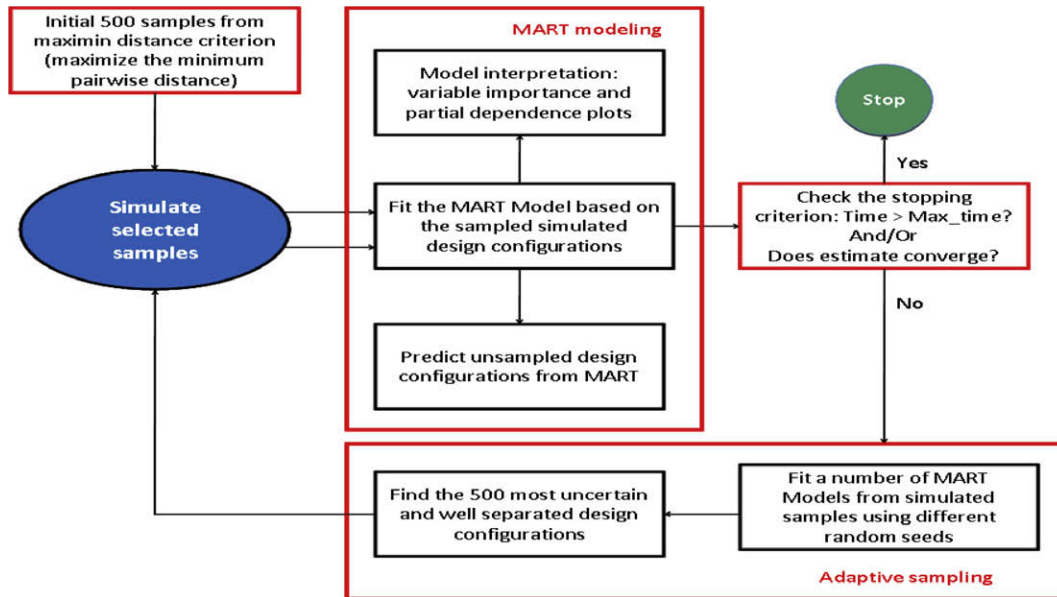 Initial 500 samples from
maximin distance criterion
(maximize the minimum
pairwise distance)
MART modeling
Model interpretation:
variable importance and
partial dependence plots
Stop
Yes
Simulate
selected
samples
Fit the MART Model based on
the sampled simulated
design configurations
Check the stopping
criterion: Time > Max_time?
And/Or
Does estimate converge?
No
Predict unsampled design
configurations from MART
Find the 500 most uncertain
and well separated design
configurations
Fit a number of MART
Models from simulated
samples using different
random seeds
Adaptive sampling